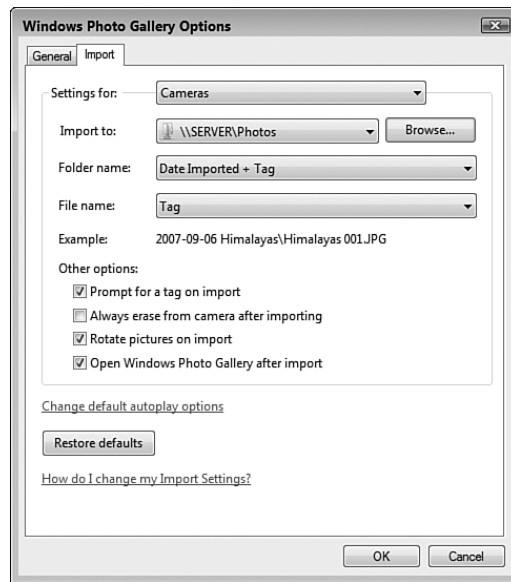 Windows Photo Gallery Options
General Import
Settings for: Cameras
Import to: \\SERVER\Photos Browse...
Folder name: Date Imported + Tag
File name: Tag
Example: 2007-09-06 Himalayas\Himalayas 001.JPG
Other options:
Prompt for a tag on import
Always erase from camera after importing
Rotate pictures on import
Open Windows Photo Gallery after import
Change default autoplay options
Restore defaults
How do I change my Import Settings?
OK Cancel